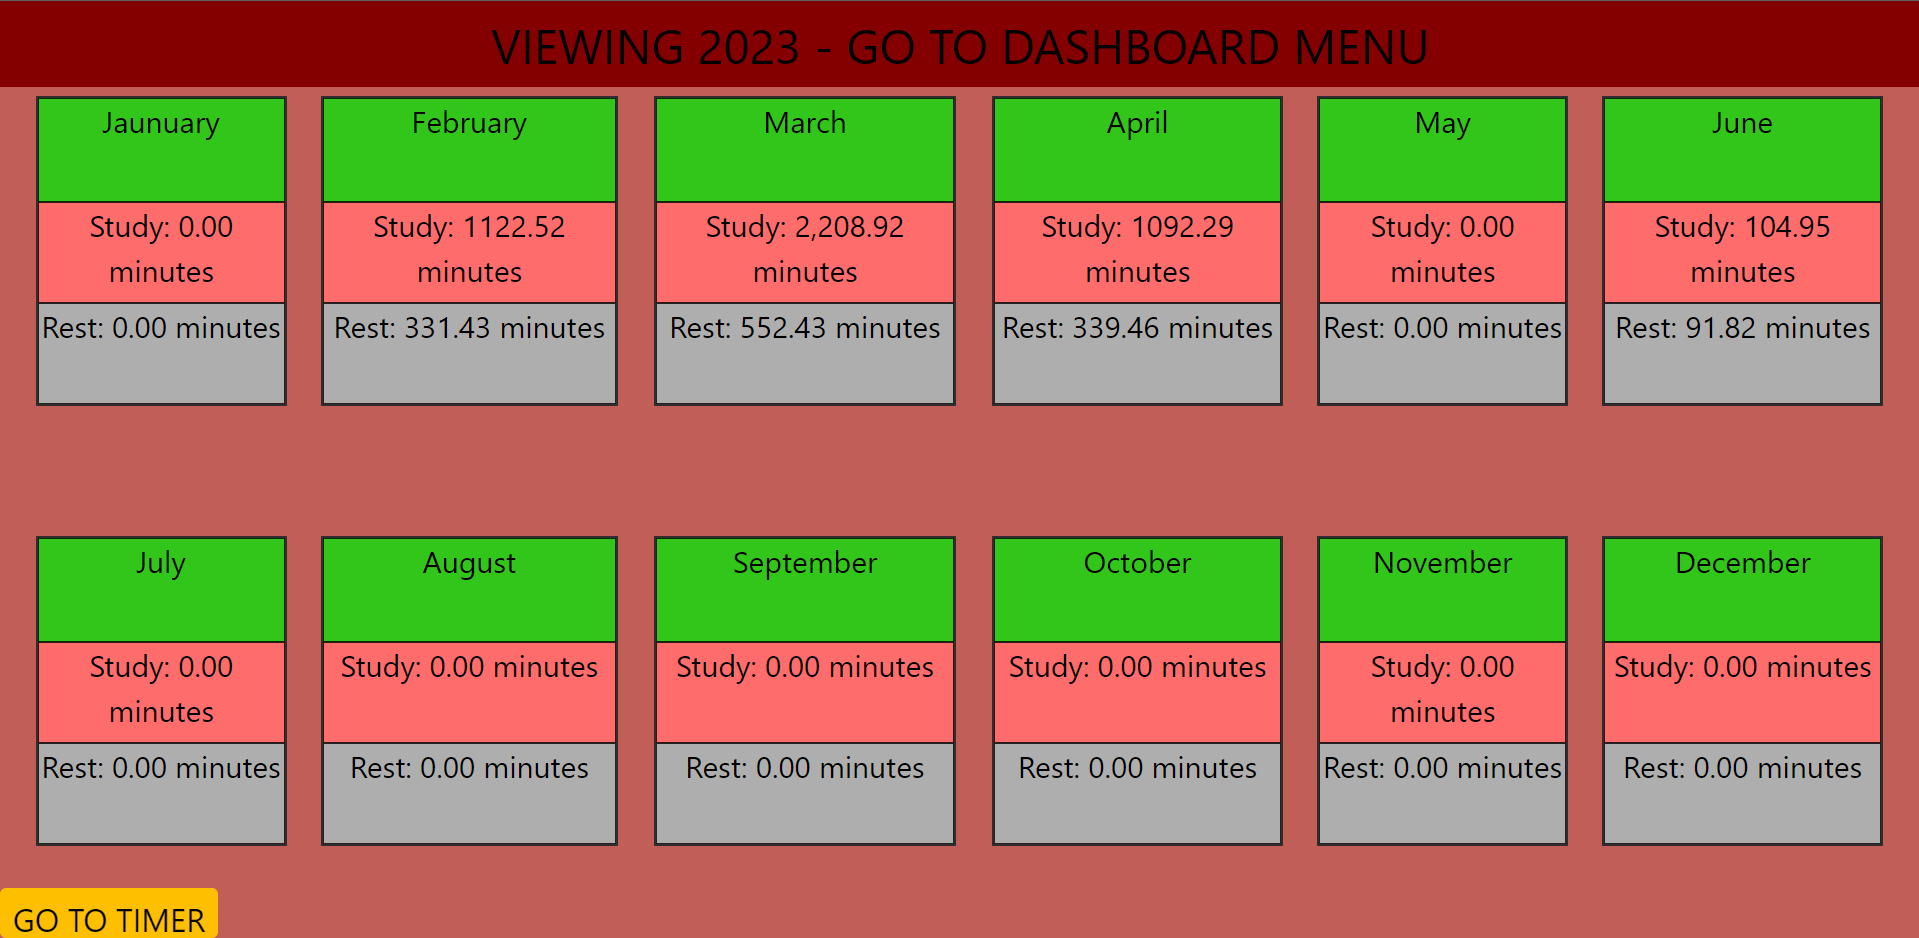 VIEWING 2023 - GO TO DASHBOARD MENU
Jaunuary
Study: 0.00
minutes
Rest: 0.00 minutes
February
Study: 1122.52
minutes
Rest: 331.43 minutes
March
Study: 2,208.92
minutes
Rest: 552.43 minutes
April
Study: 1092.29
minutes
Rest: 339.46 minutes
May
Study: 0.00
minutes
Rest: 0.00 minutes
June
Study: 104.95
minutes
Rest: 91.82 minutes
July
Study: 0.00
minutes
Rest: 0.00 minutes
August
Study: 0.00 minutes
Rest: 0.00 minutes
September
Study: 0.00 minutes
Rest: 0.00 minutes
October
Study: 0.00 minutes
Rest: 0.00 minutes
November
Study: 0.00
minutes
Rest: 0.00 minutes
December
Study: 0.00 minutes
Rest: 0.00 minutes
GO TO TIMER